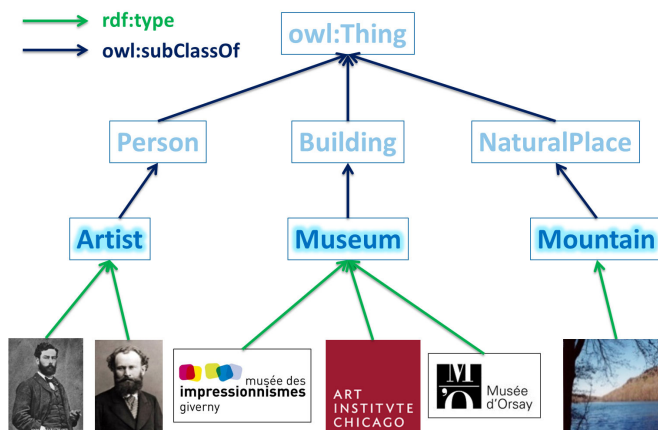 rdf:type
owl:subClassOf
owl:Thing
Person
Building
NaturalPlace
Artist
Museum
Mountain
musée des
impressionnismes
giverny
ART
INSTITVTE
CHICAGO
M'
'O
Musée
d'Orsay